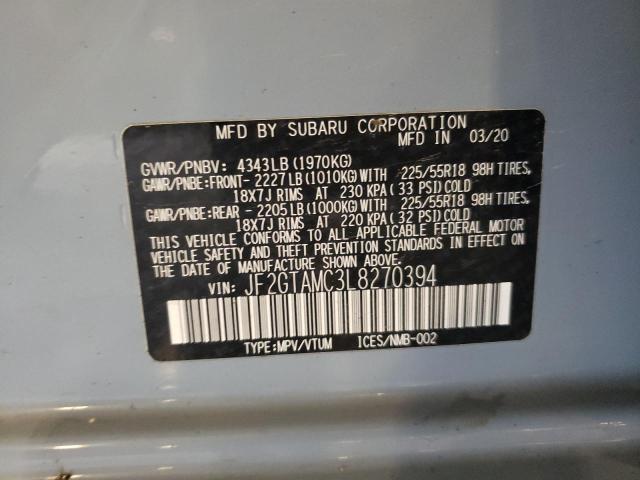 MFD BY SUBARU CORPORATION
MFD IN 03/20
GVWR/PNBV: 4343LB(1970KG)
GAWR/PNBE:FRONT- 2227LB(1010KG)WITH 225/55R18 98H TIRES,
18X7J RIMS AT 230 KPA(33 PSI)COLD
GAWR/PNBE:REAR - 2205LB(1000KG)WITH 225/55R18 98H TIRES,
18X7J RIMS AT 220 KPA(32 PSI)COLD
THIS VEHICLE CONFORMS TO ALL APPLICABLE FEDERAL MOTOR
VEHICLE SAFETY AND THEFT PREVENTION STANDARDS IN EFFECT
ON THE DATE OF MANUFACTURE SHOWN ABOVE.
VIN: JF2GTAMC3L8270394
TYPE:MPV/VTUM ICES/NMB-002